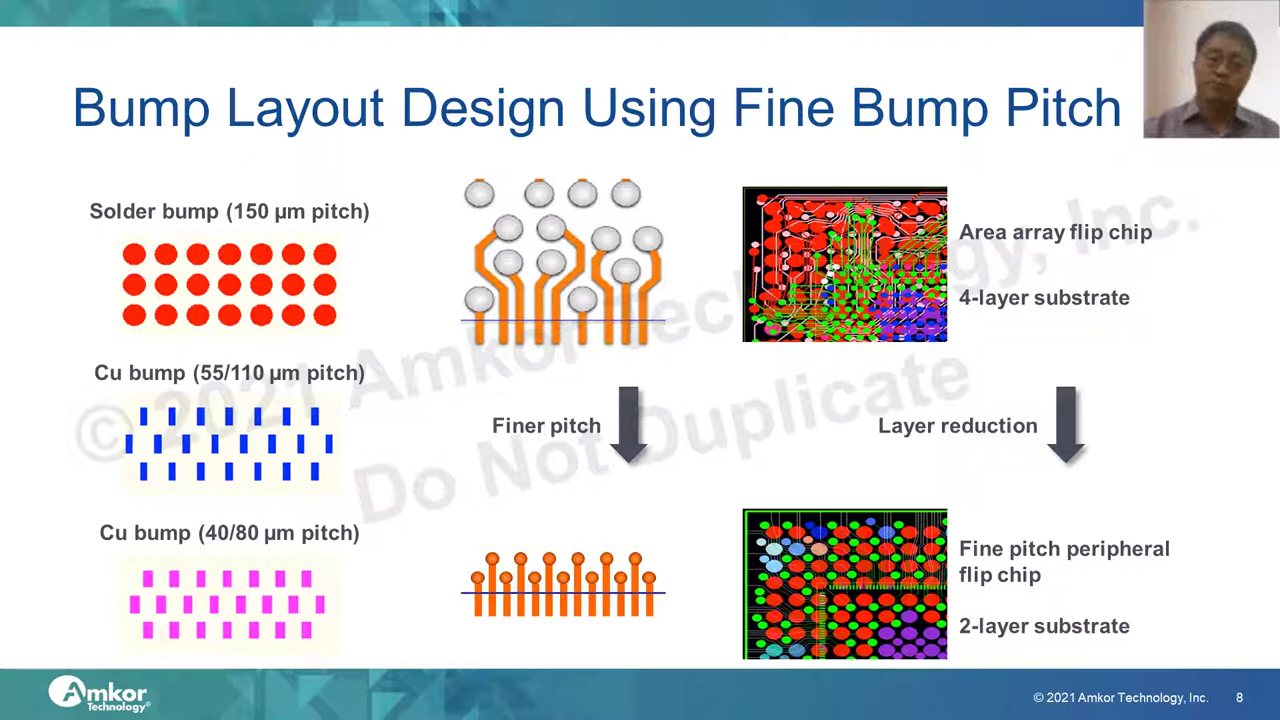 Bump Layout Design Using Fine Bump Pitch
Solder bump (150 µm pitch)
Cu bump (55/110 µm pitch)
Cu bump (40/80 µm pitch)
Finer pitch
Area array flip chip
4-layer substrate
Layer reduction
Fine pitch peripheral
flip chip
2-layer substrate
© 2021 Amkor Technology, Inc.
Do Not Duplicate
Amkor
Technology®
© 2021 Amkor Technology, Inc.
8